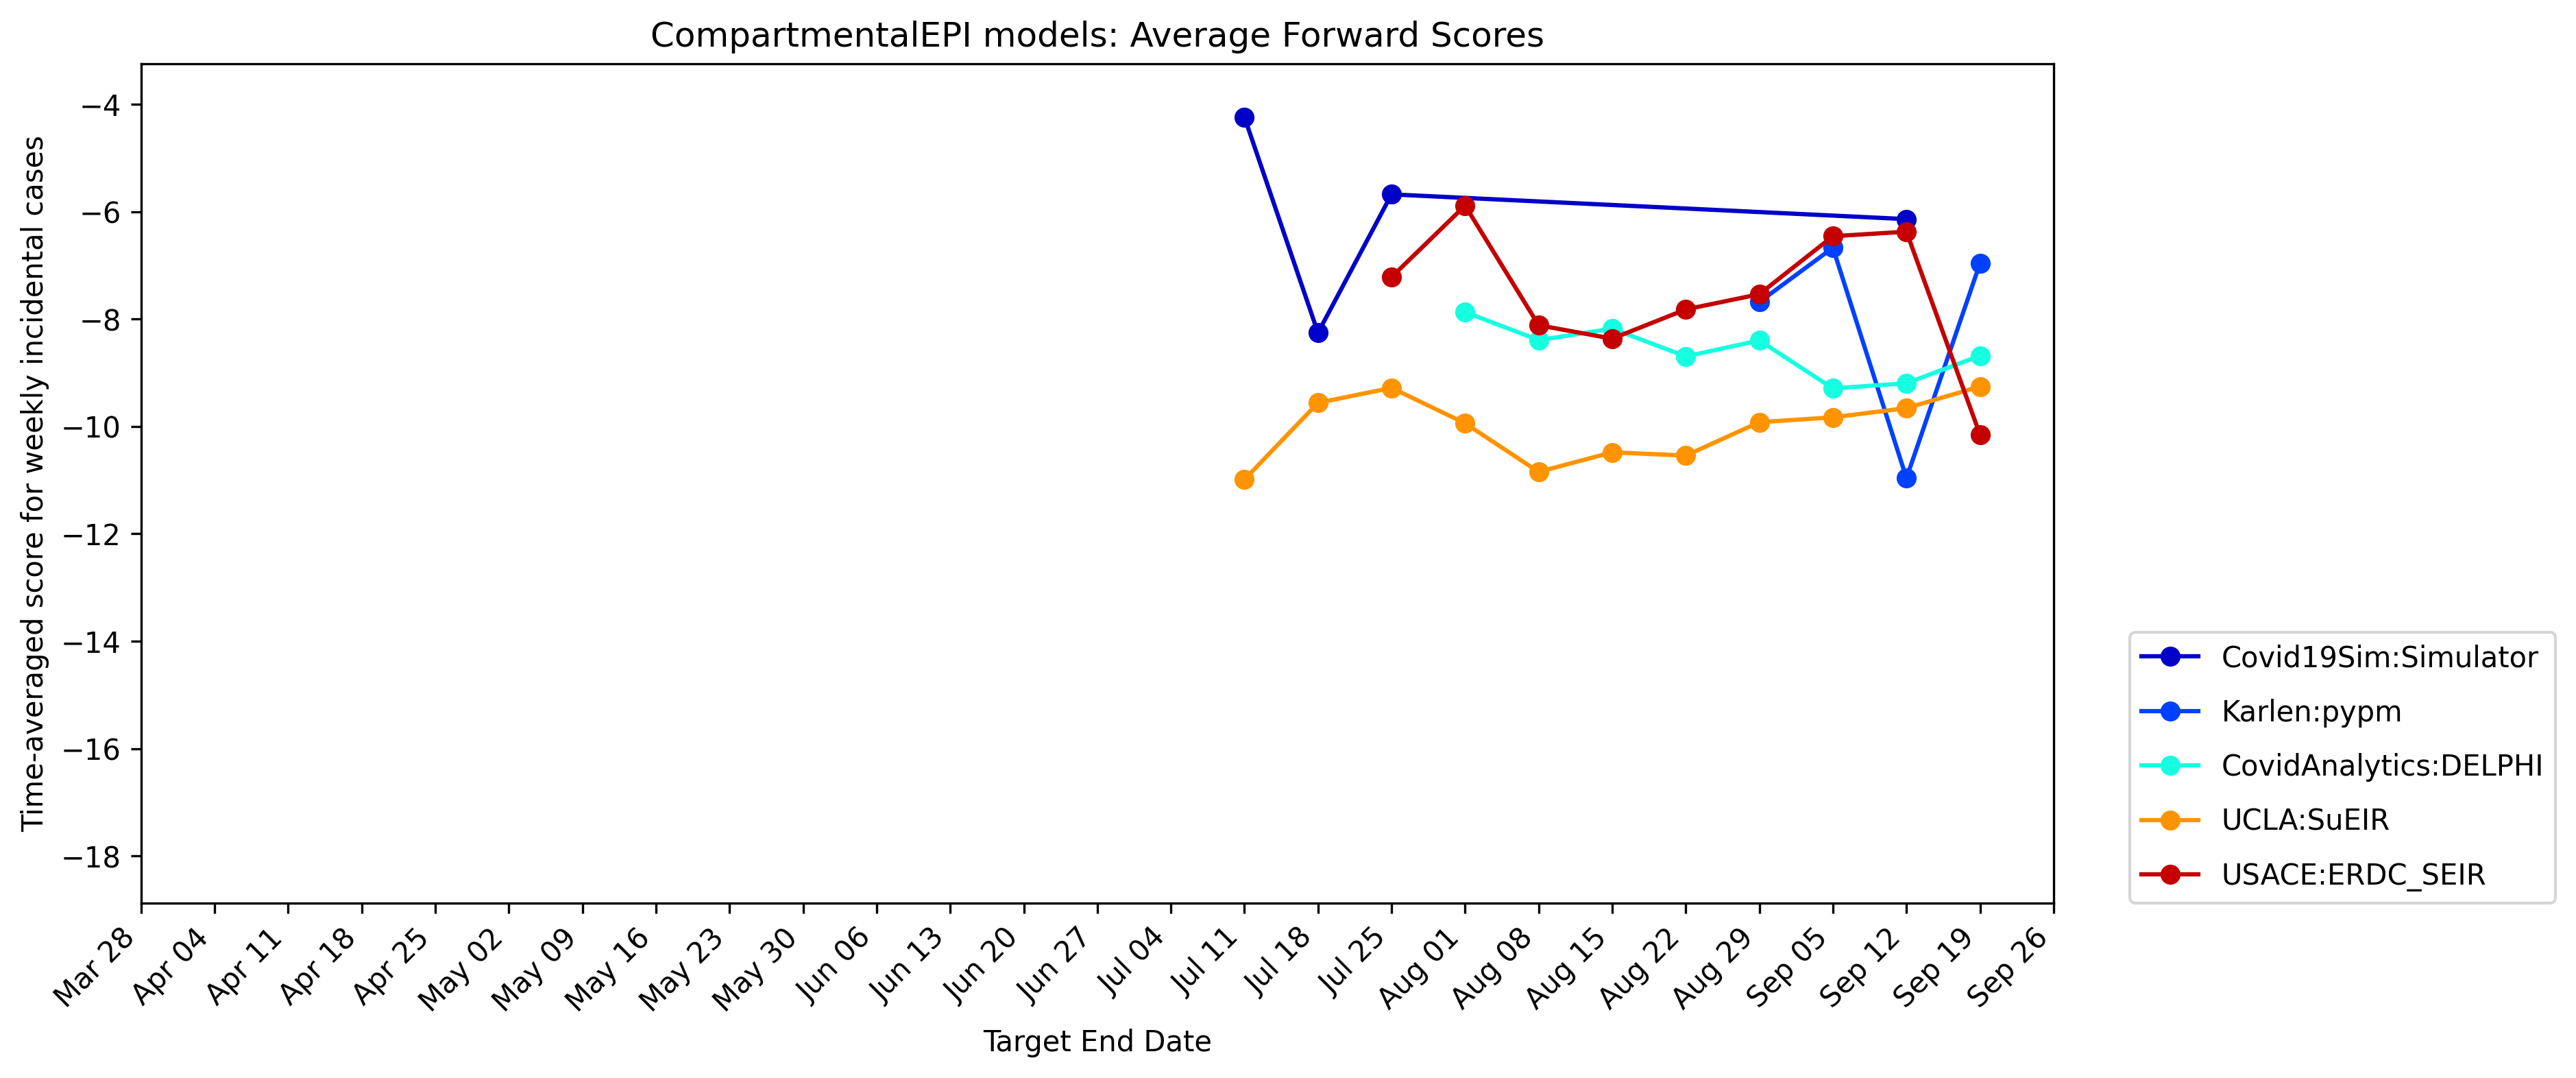 CompartmentalEPI models: Average Forward Scores
Time-averaged score for weekly incidental cases
−4
−6
−8
−10
−12
−14
−16
−18
Mar 28
Apr 04
Apr 11
Apr 18
Apr 25
May 02
May 09
May 16
May 23
May 30
Jun 06
Jun 13
Jun 20
Jun 27
Jul 04
Jul 11
Jul 18
Jul 25
Aug 01
Aug 08
Aug 15
Aug 22
Aug 29
Sep 05
Sep 12
Sep 19
Sep 26
Target End Date
Covid19Sim:Simulator
Karlen:pypm
CovidAnalytics:DELPHI
UCLA:SuEIR
USACE:ERDC_SEIR